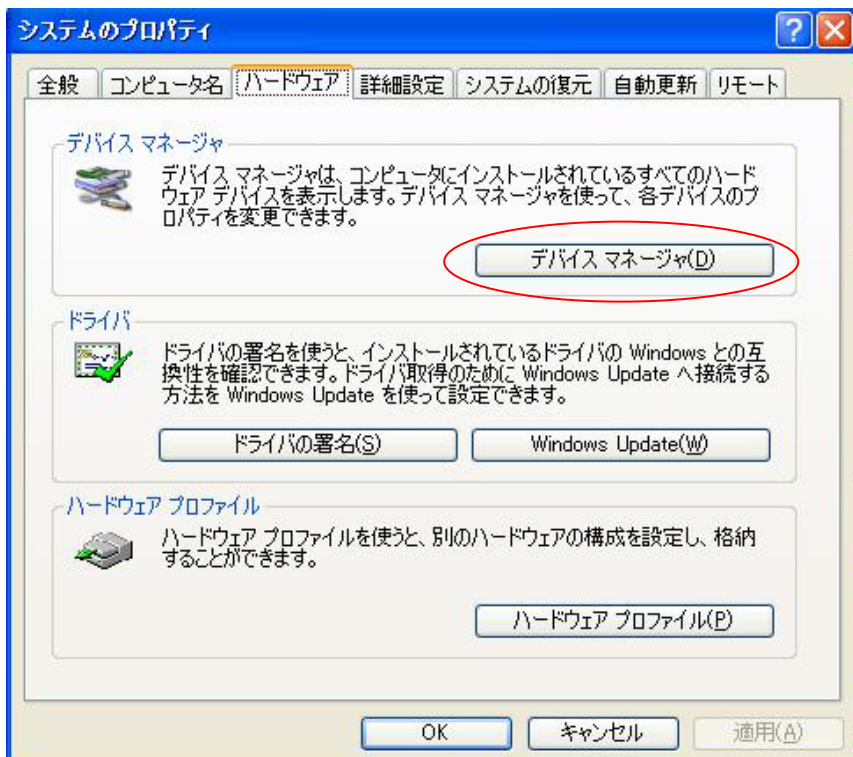 システムのプロパティ
全般 コンピュータ名 ハードウェア 詳細設定 システムの復元 自動更新 リモート
デバイス マネージャ
デバイス マネージャは、コンピュータにインストールされているすべてのハード
ウェア デバイスを表示します。デバイス マネージャを使って、各デバイスのプ
ロパティを変更できます。
デバイス マネージャ(D)
ドライバ
ドライバの署名を使うと、インストールされているドライバの Windows との互
換性を確認できます。ドライバ取得のために Windows Update へ接続する
方法を Windows Update を使って設定できます。
ドライバの署名(S) Windows Update(W)
ハードウェア プロファイル
ハードウェア プロファイルを使うと、別のハードウェアの構成を設定し、格納
することができます。
ハードウェア プロファイル(P)
OK キャンセル 適用(A)